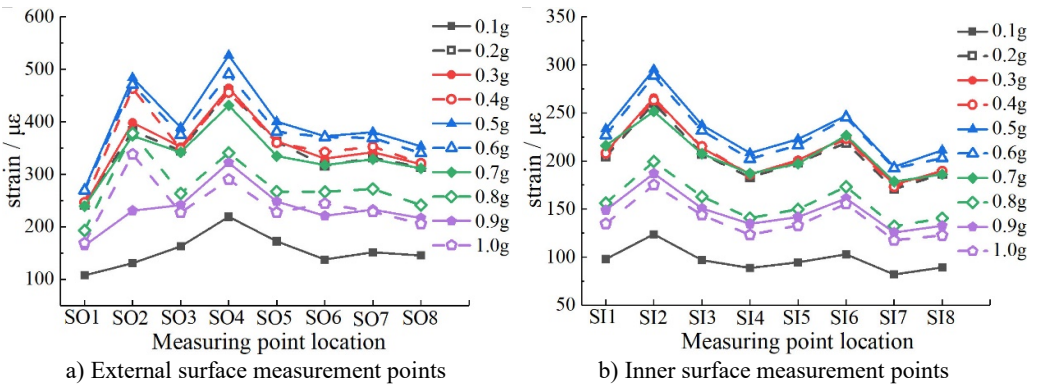 strain / με
600
500
400
300
200
100
SO1 SO2 SO3 SO4 SO5 SO6 SO7 SO8
Measuring point location
0.1g
0.2g
0.3g
0.4g
0.5g
0.6g
0.7g
0.8g
0.9g
1.0g
a) External surface measurement points
strain / με
350
300
250
200
150
100
50
SI1 SI2 SI3 SI4 SI5 SI6 SI7 SI8
Measuring point location
0.1g
0.2g
0.3g
0.4g
0.5g
0.6g
0.7g
0.8g
0.9g
1.0g
b) Inner surface measurement points